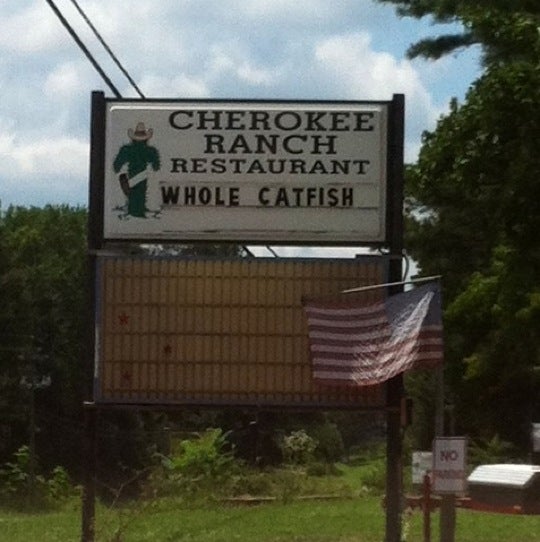 CHEROKEE
RANCH
RESTAURANT
WHOLE CATFISH
NO